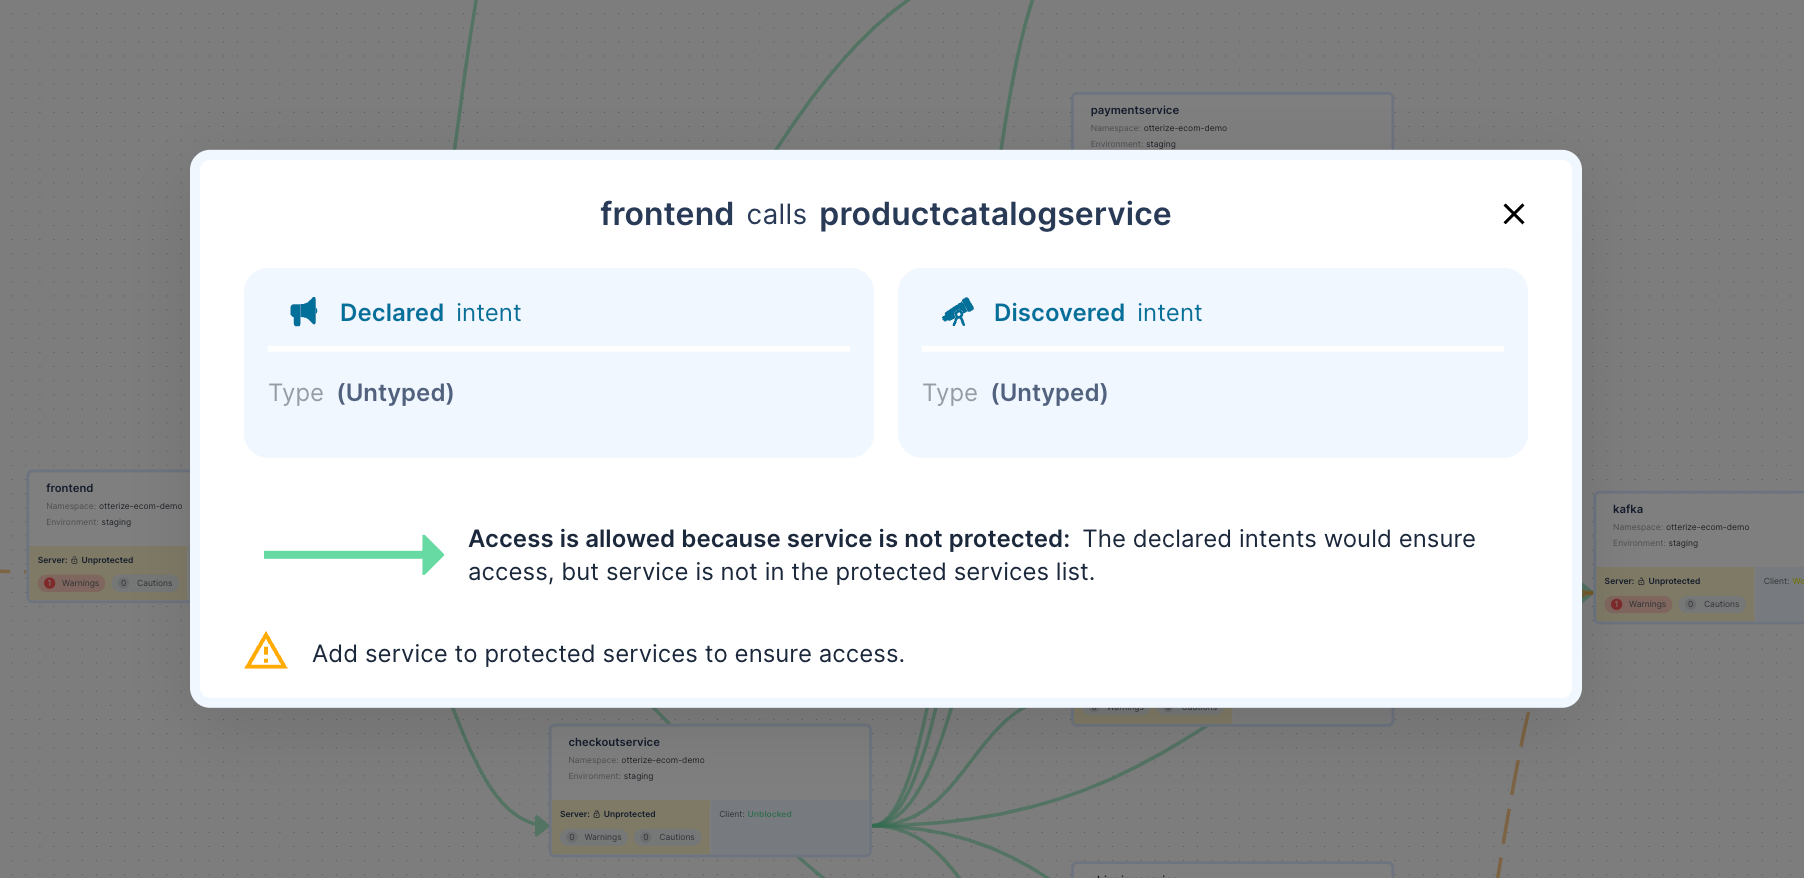 paymentservice
Namespace: otterize-ecom-demo
Environment: staging
frontend calls productcatalogservice
Declared intent
Type (Untyped)
Discovered intent
Type (Untyped)
Access is allowed because service is not protected: The declared intents would ensure
access, but service is not in the protected services list.
Add service to protected services to ensure access.
frontend
Namespace: otterize-ecom-demo
Environment: staging
Server: Unprotected
1 Warnings 0 Cautions
kafka
Namespace: otterize-ecom-demo
Environment: staging
Server: Unprotected
Client:
1 Warnings 0 Cautions
0 Warnings 0 Cautions
checkoutservice
Namespace: otterize-ecom-demo
Environment: staging
Server: Unprotected
Client: Unblocked
0 Warnings 0 Cautions